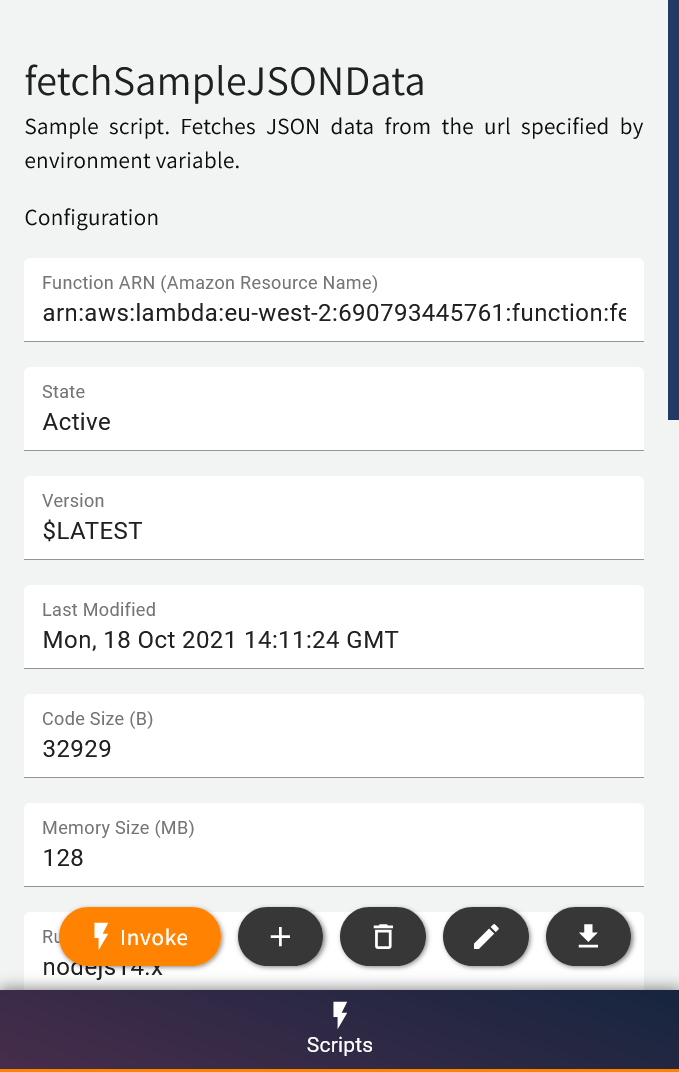 fetchSampleJSONData
Sample script. Fetches JSON data from the url specified by
environment variable.
Configuration
Function ARN (Amazon Resource Name)
arn:aws:lambda:eu-west-2:690793445761:function:fe
State
Active
Version
$LATEST
Last Modified
Mon, 18 Oct 2021 14:11:24 GMT
Code Size (B)
32929
Memory Size (MB)
128
Invoke
nodejs14.x
Scripts